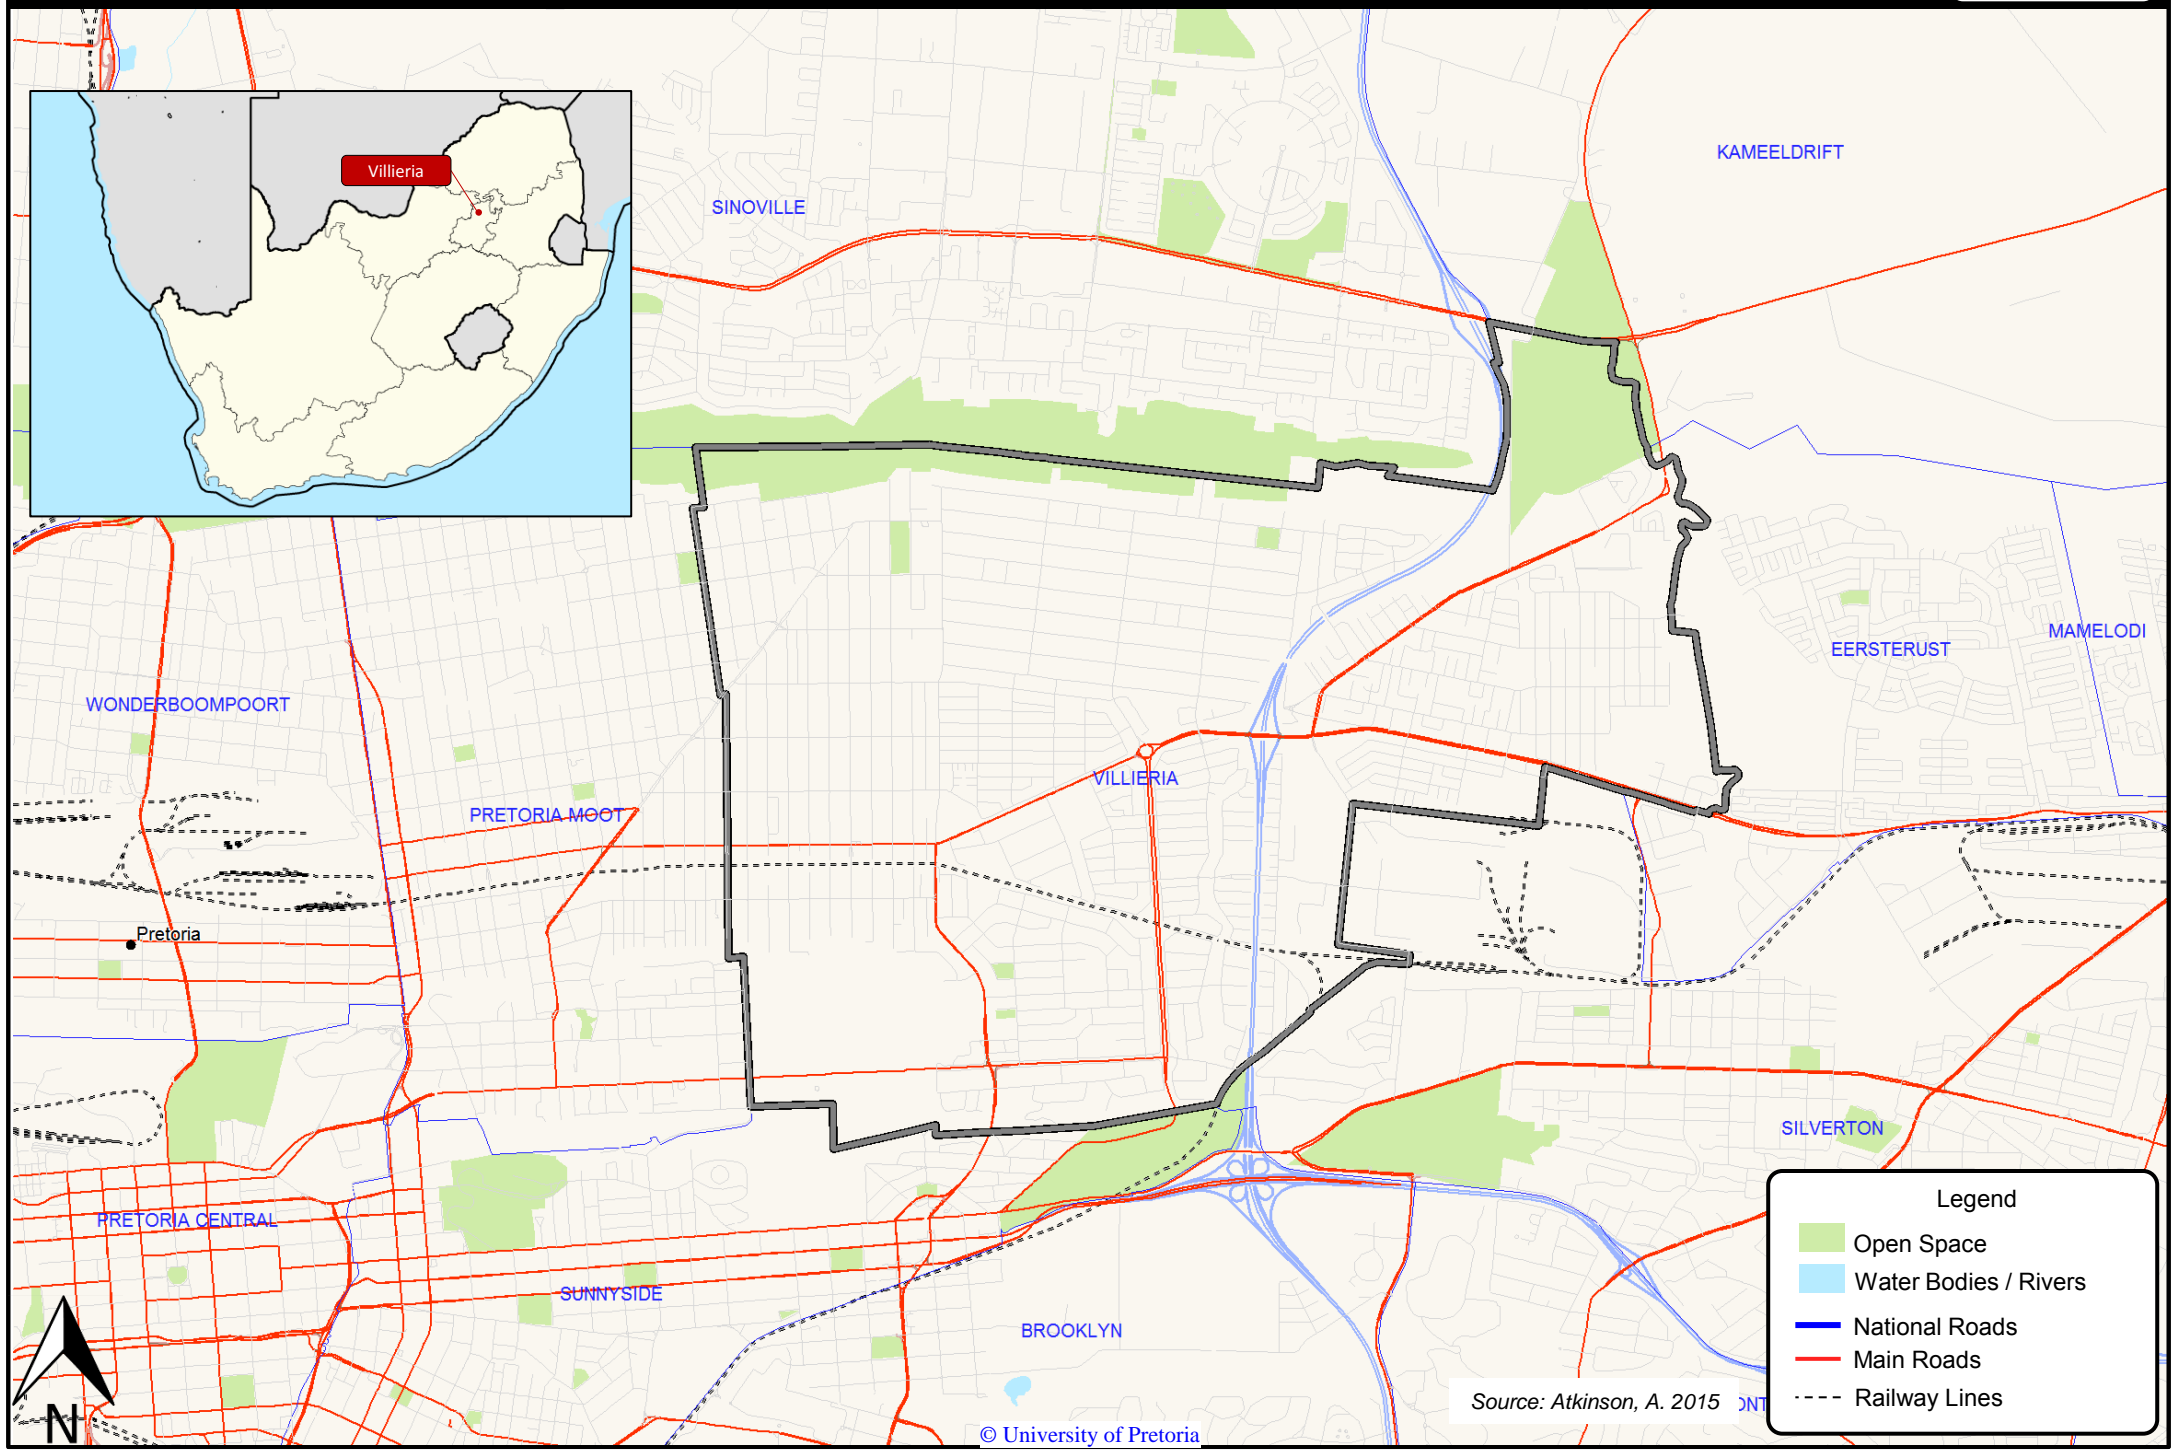 Villieria
KAMEELDRIFT
SINOVILLE
EERSTERUST
MAMELODI
WONDERBOOMPOORT
PRETORIA MOOT
VILLIERIA
Pretoria
SILVERTON
PRETORIA CENTRAL
SUNNYSIDE
BROOKLYN
Legend
Open Space
Water Bodies / Rivers
National Roads
Main Roads
Railway Lines
Source: Atkinson, A. 2015
N
© University of Pretoria